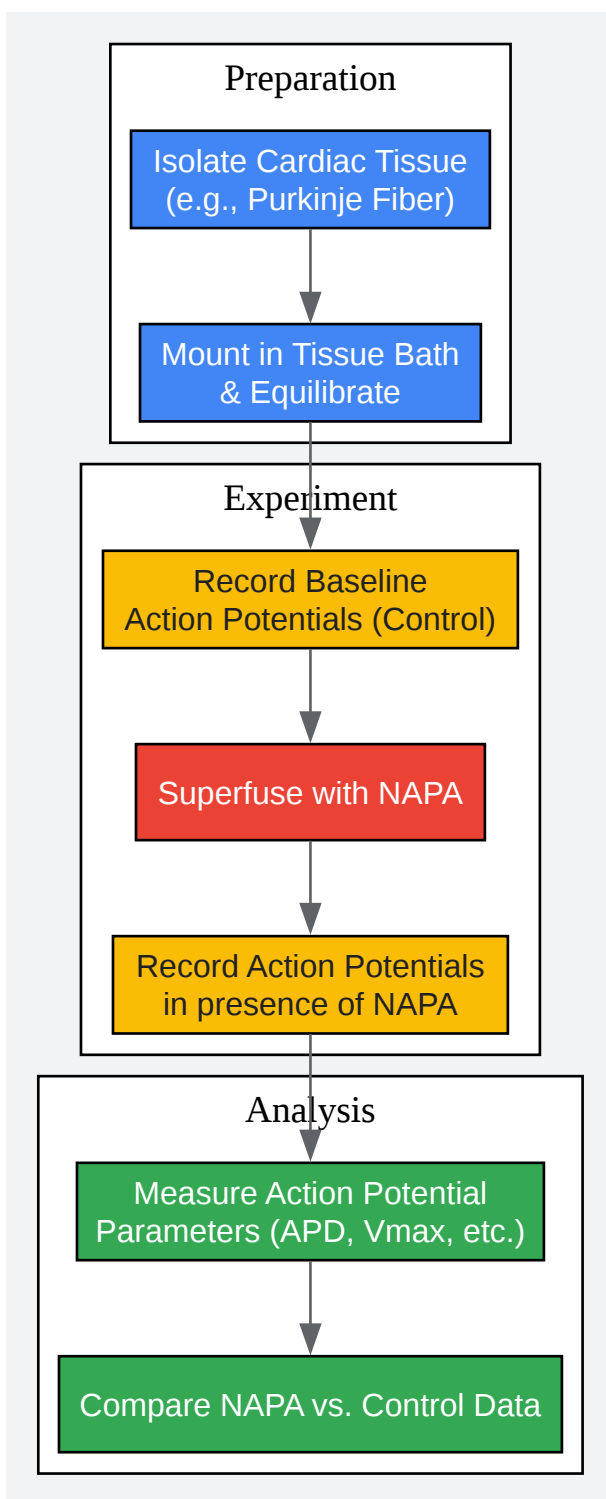 Preparation
Isolate Cardiac Tissue
(e.g., Purkinje Fiber)
Mount in Tissue Bath
& Equilibrate
Experiment
Record Baseline
Action Potentials (Control)
Superfuse with NAPA
Record Action Potentials
in presence of NAPA
Analysis
Measure Action Potential
Parameters (APD, Vmax, etc.)
Compare NAPA vs. Control Data